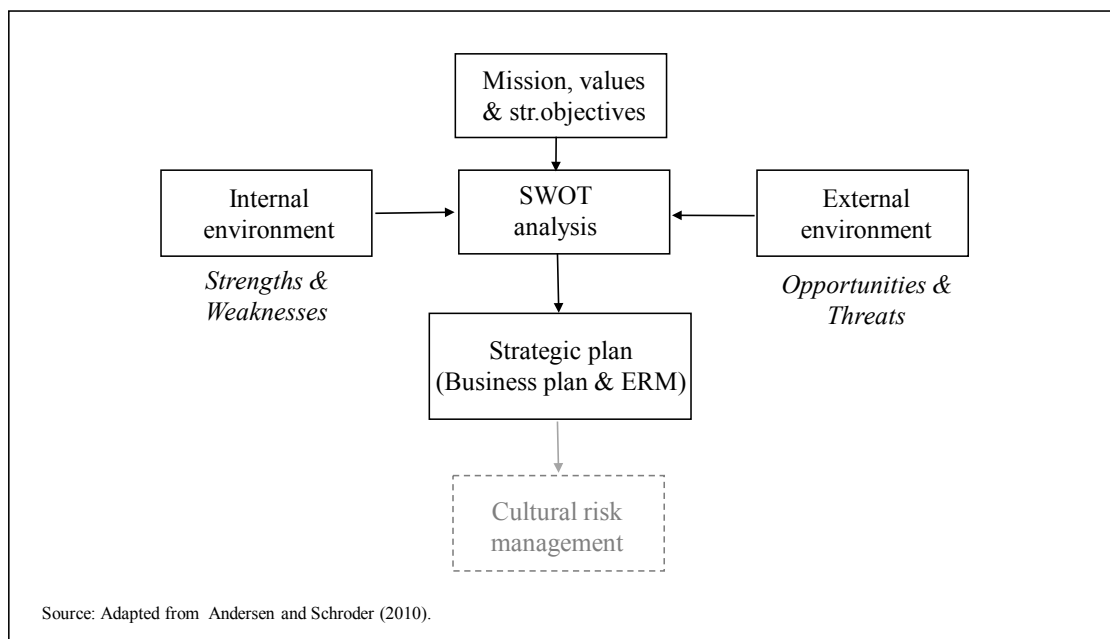 Mission, values
& str.objectives
Internal
environment
SWOT
analysis
External
environment
Strengths &
Weaknesses
Opportunities &
Threats
Strategic plan
(Business plan & ERM)
Cultural risk
management
Source: Adapted from Andersen and Schroder (2010).